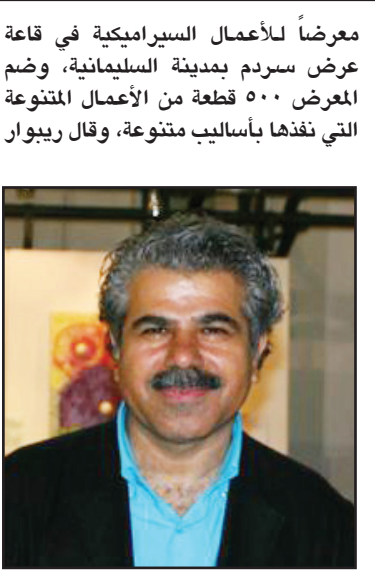 معرضاً للأعمال السيراميكية في قاعة
عرض سردم بمدينة السليمانية، وضم
المعرض ٥٠٠ قطعة من الأعمال المتنوعة
التي نفذها بأساليب متنوعة، وقال ريبوار